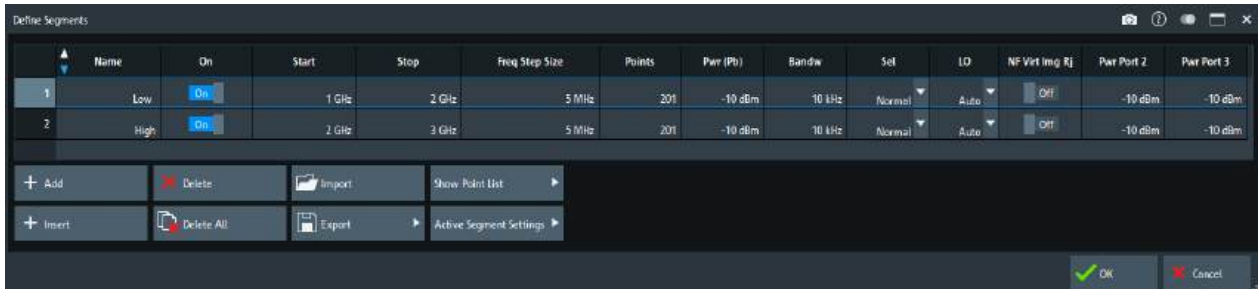 Define Segments
Name On Start Stop Freq Step Size Points Pwr (Pb) Bandw Sel LO NF Virt Img Rj Pwr Port 2 Pwr Port 3
1 Low On 1 GHz 2 GHz 5 MHz 201 -10 dBm 10 kHz Normal Auto Off -10 dBm -10 dBm
2 High On 2 GHz 3 GHz 5 MHz 201 -10 dBm 10 kHz Normal Auto Off -10 dBm -10 dBm
+ Add Delete Import Show Point List
+ Insert Delete All Export Active Segment Settings
OK Cancel